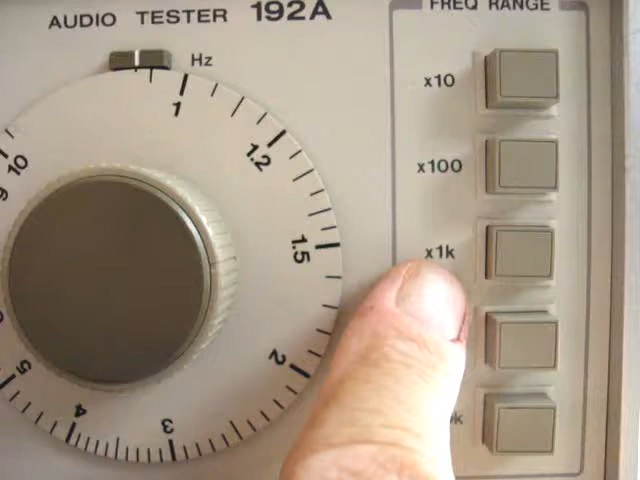 AUDIO TESTER 192A
FREQ RANGE
Hz
x10
x100
x1k
k
1
1.2
1.5
2
3
4
5
9
10